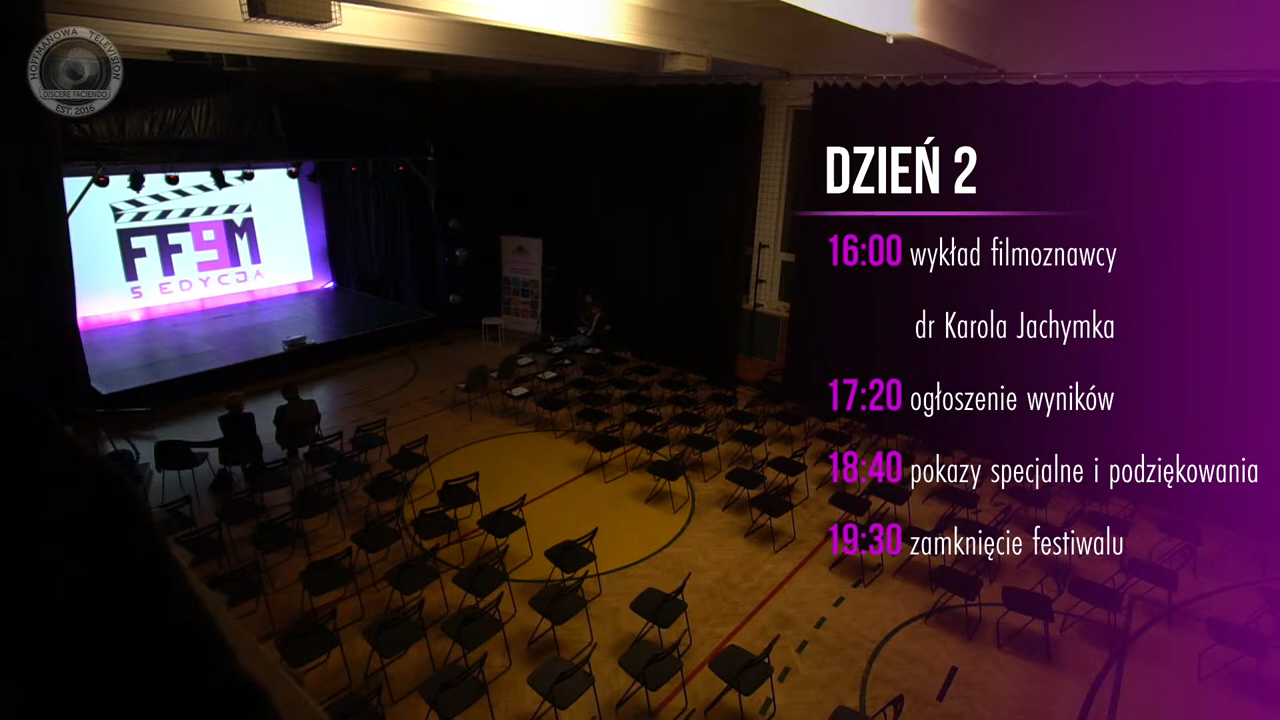 HOFFMANOWA TELEVISION
DISCERE FACIENDO
EST. 2016
FF9M
5 EDYCJA
DZIEŃ 2
16:00 wykład filmoznawcy
dr Karola Jachymka
17:20 ogłoszenie wyników
18:40 pokazy specjalne i podziękowania
19:30 zamknięcie festiwalu